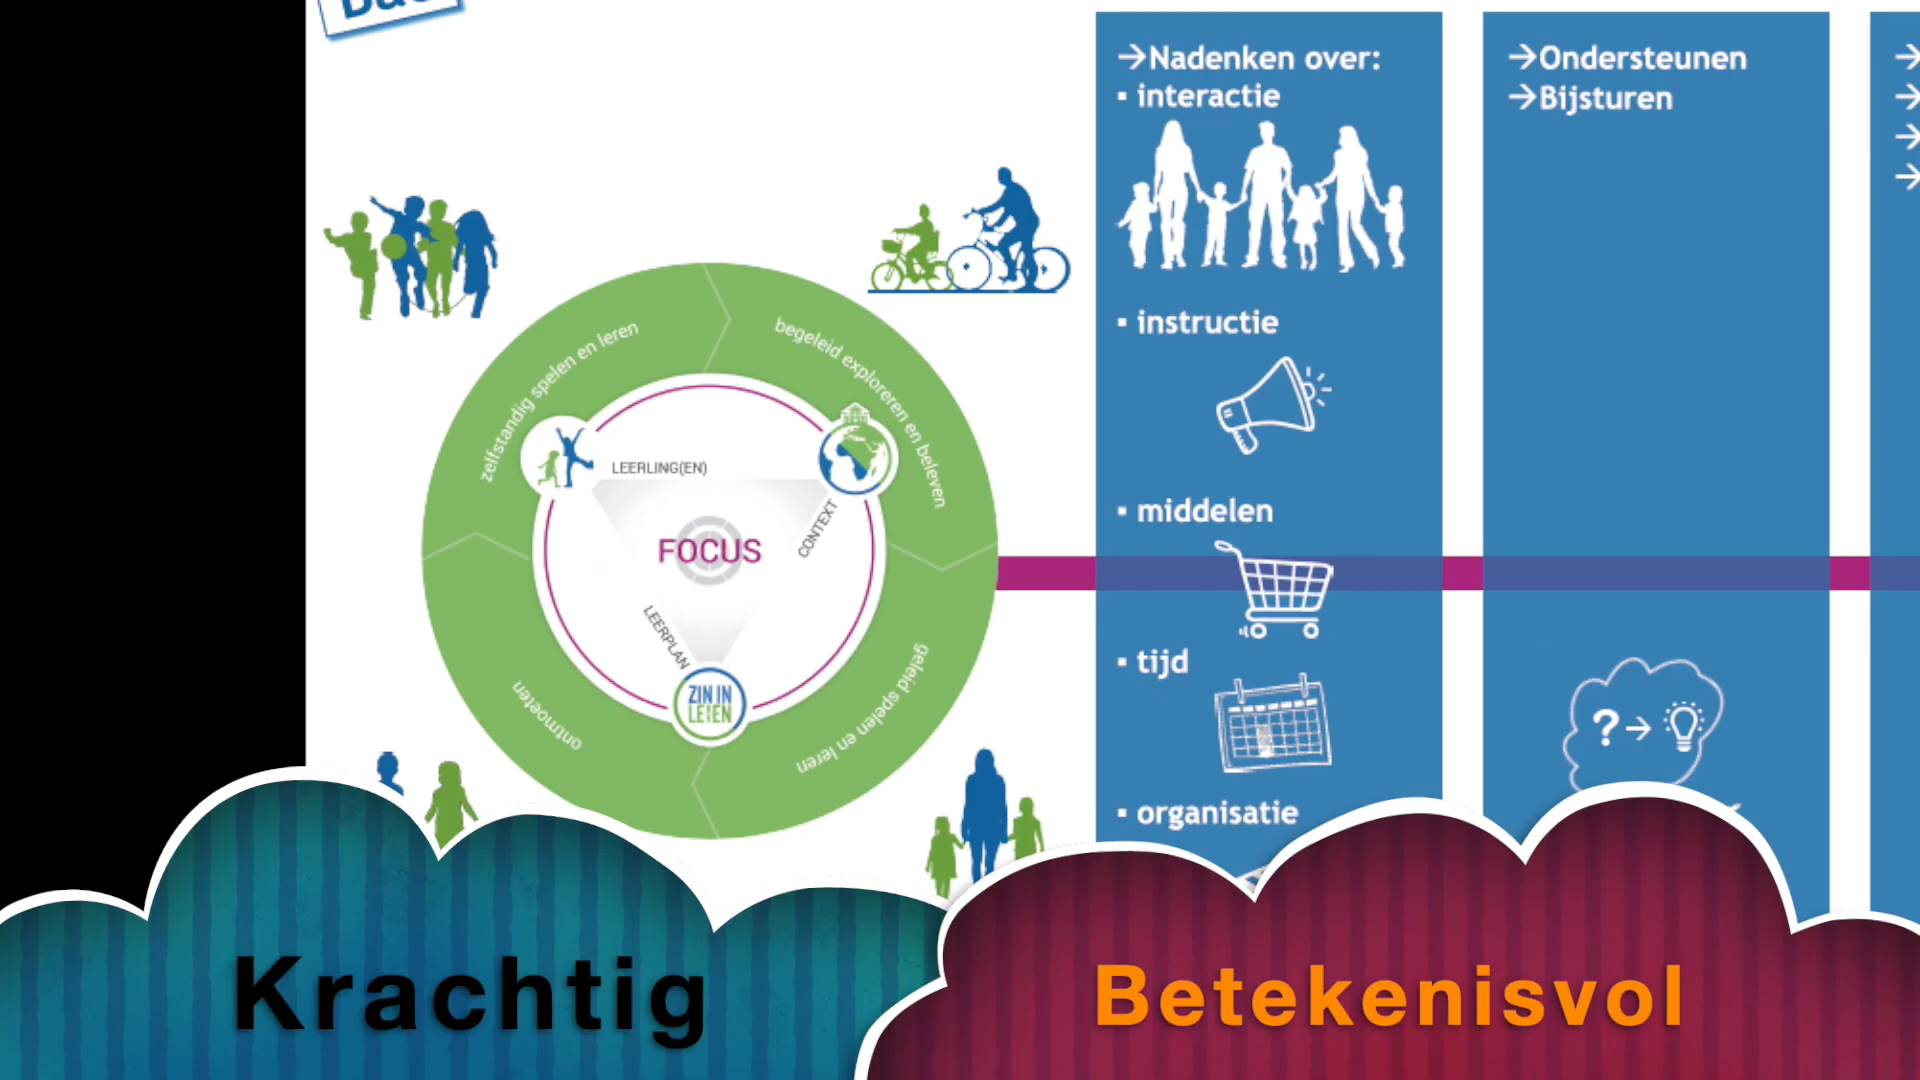 →Nadenken over:
▪ interactie
▪ instructie
▪ middelen
▪ tijd
▪ organisatie
→Ondersteunen
→Bijsturen
? →
zelfstandig spelen en leren
begeleid exploreren en beleven
geleid spelen en leren
ontmoeten
LEERLING(EN)
CONTEXT
LEERPLAN
FOCUS
ZIN IN
LEREN
Krachtig
Betekenisvol